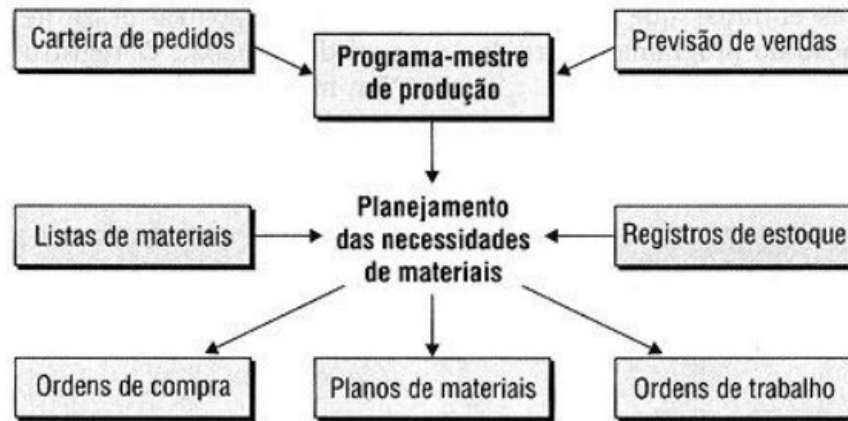 Carteira de pedidos
Programa-mestre
de produção
Previsão de vendas
Listas de materiais
Planejamento
das necessidades
de materiais
Registros de estoque
Ordens de compra
Planos de materiais
Ordens de trabalho